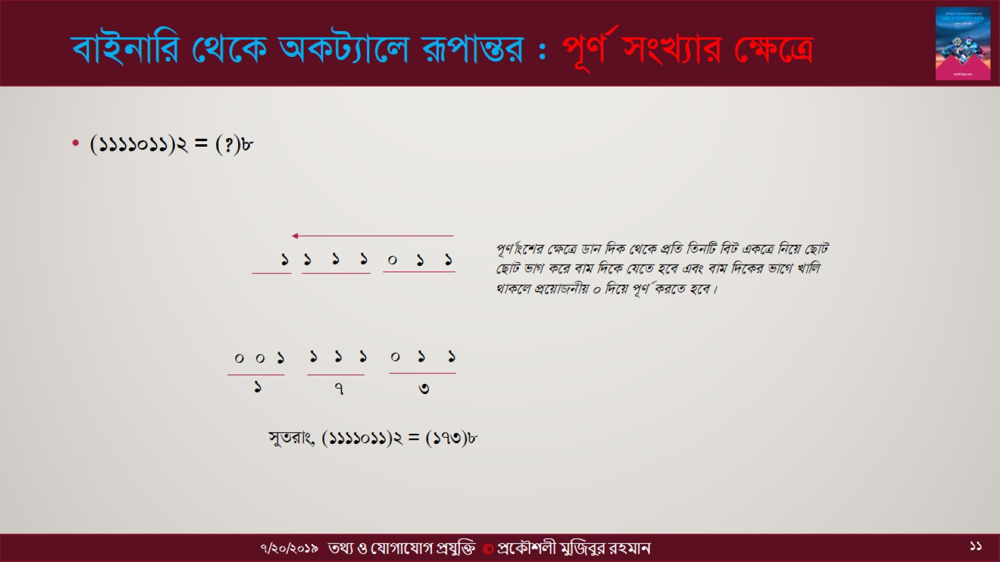 বাইনারি থেকে অকট্যালে রূপান্তর : পূর্ণ সংখ্যার ক্ষেত্রে
• (১১১১০১১)২ = (?)৮
১ ১ ১ ১ ০ ১ ১
পূর্ণাংশের ক্ষেত্রে ডান দিক থেকে প্রতি তিনটি বিট একত্রে নিয়ে ছোট
ছোট ভাগ করে বাম দিকে যেতে হবে এবং বাম দিকের ভাগে খালি
থাকলে প্রয়োজনীয় ০ দিয়ে পূর্ণ করতে হবে।
০ ০ ১ ১ ১ ১ ০ ১ ১
১ ৭ ৩
সুতরাং, (১১১১০১১)২ = (১৭৩)৮
৭/২০/২০১৯ তথ্য ও যোগাযোগ প্রযুক্তি © প্রকৌশলী মুজিবুর রহমান
১১